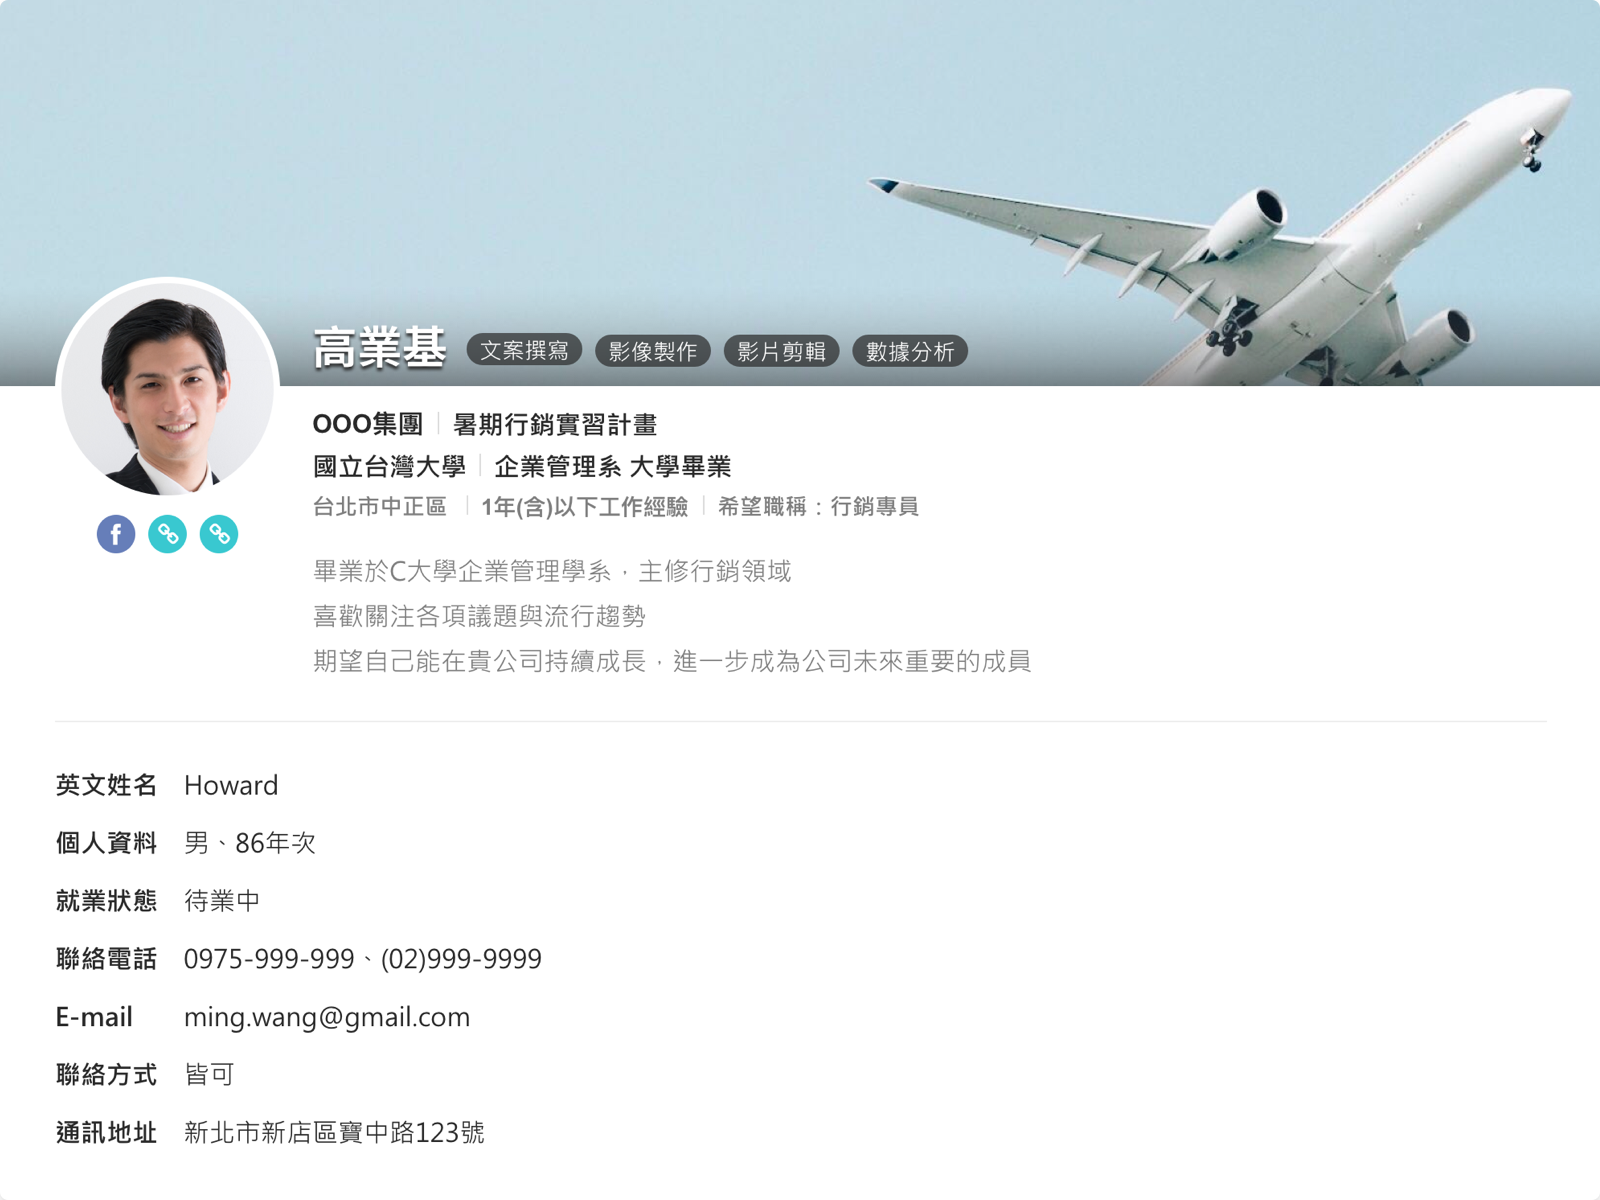 高業基 文案撰寫 影像製作 影片剪輯 數據分析
OOO集團 | 暑期行銷實習計畫
國立台灣大學 | 企業管理系 大學畢業
台北市中正區 | 1年(含)以下工作經驗 | 希望職稱：行銷專員
畢業於C大學企業管理學系，主修行銷領域
喜歡關注各項議題與流行趨勢
期望自己能在貴公司持續成長，進一步成為公司未來重要的成員
英文姓名 Howard
個人資料 男、86年次
就業狀態 待業中
聯絡電話 0975-999-999、(02)999-9999
E-mail ming.wang@gmail.com
聯絡方式 皆可
通訊地址 新北市新店區寶中路123號